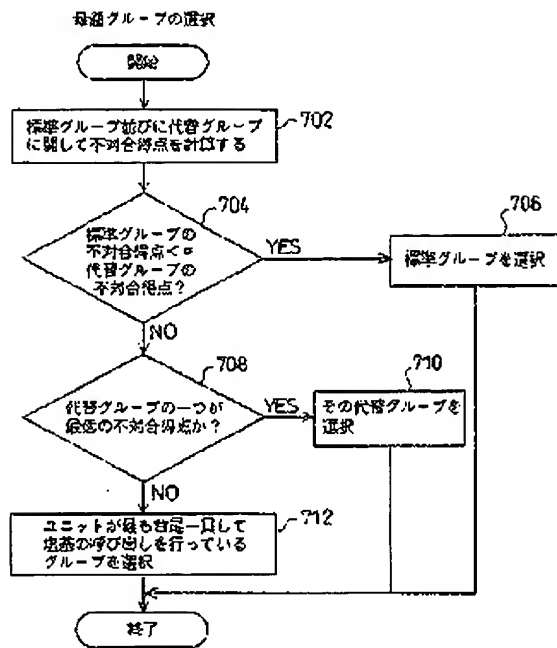 母題グループの選択
開始
標準グループ並びに代替グループ
に関して不対合得点を計算する
702
704
標準グループの
不対合得点<=
代替グループの
不対合得点?
YES
706
標準グループを選択
NO
708
代替グループの一つが
最低の不対合得点か?
YES
710
その代替グループを
選択
NO
712
ユニットが最も首尾一貫して
塩基の呼び出しを行っている
グループを選択
終了